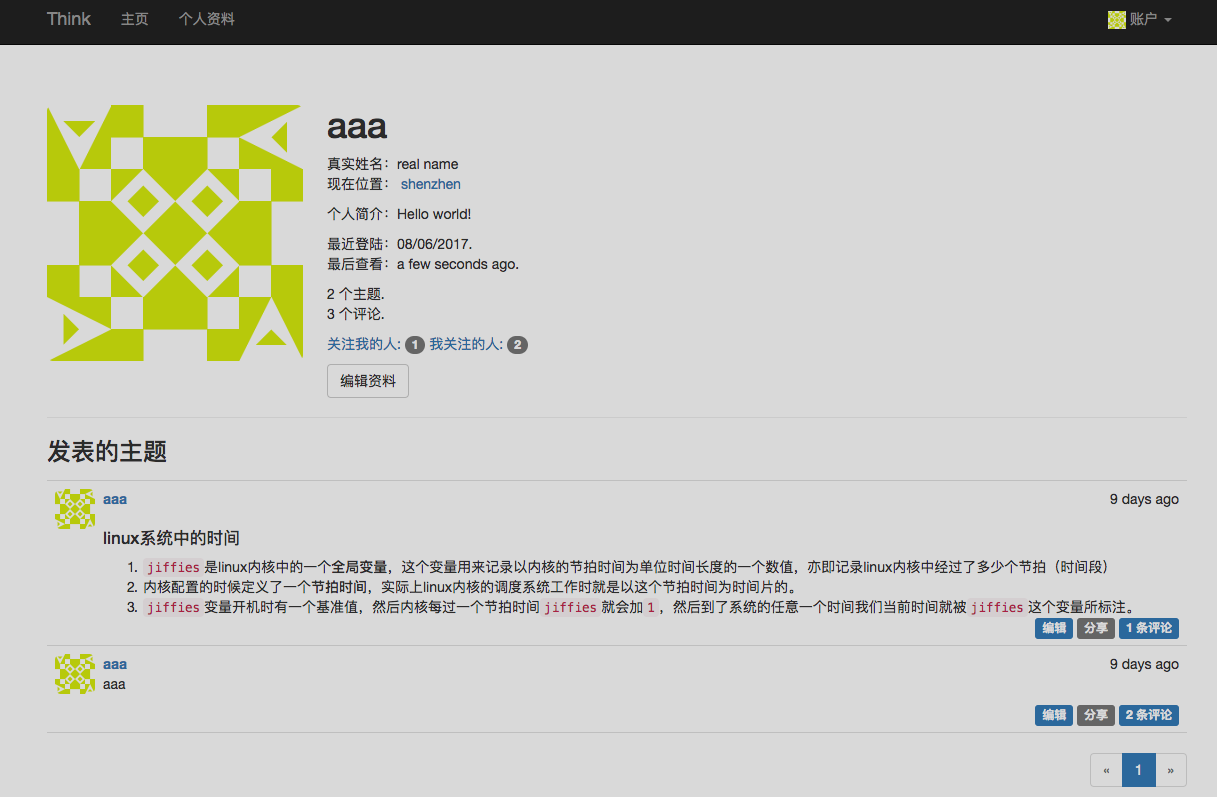 Think 主页 个人资料 账户
aaa
真实姓名：real name
现在位置： shenzhen
个人简介：Hello world!
最近登陆：08/06/2017.
最后查看：a few seconds ago.
2 个主题.
3 个评论.
关注我的人: 1 我关注的人: 2
编辑资料
发表的主题
aaa 9 days ago
linux系统中的时间
1. jiffies 是linux内核中的一个全局变量，这个变量用来记录以内核的节拍时间为单位时间长度的一个数值，亦即记录linux内核中经过了多少个节拍（时间段）
2. 内核配置的时候定义了一个节拍时间，实际上linux内核的调度系统工作时就是以这个节拍时间为时间片的。
3. jiffies 变量开机时有一个基准值，然后内核每过一个节拍时间 jiffies 就会加 1 ，然后到了系统的任意一个时间我们当前时间就被 jiffies 这个变量所标注。
编辑 分享 1 条评论
aaa 9 days ago
aaa
编辑 分享 2 条评论
« 1 »